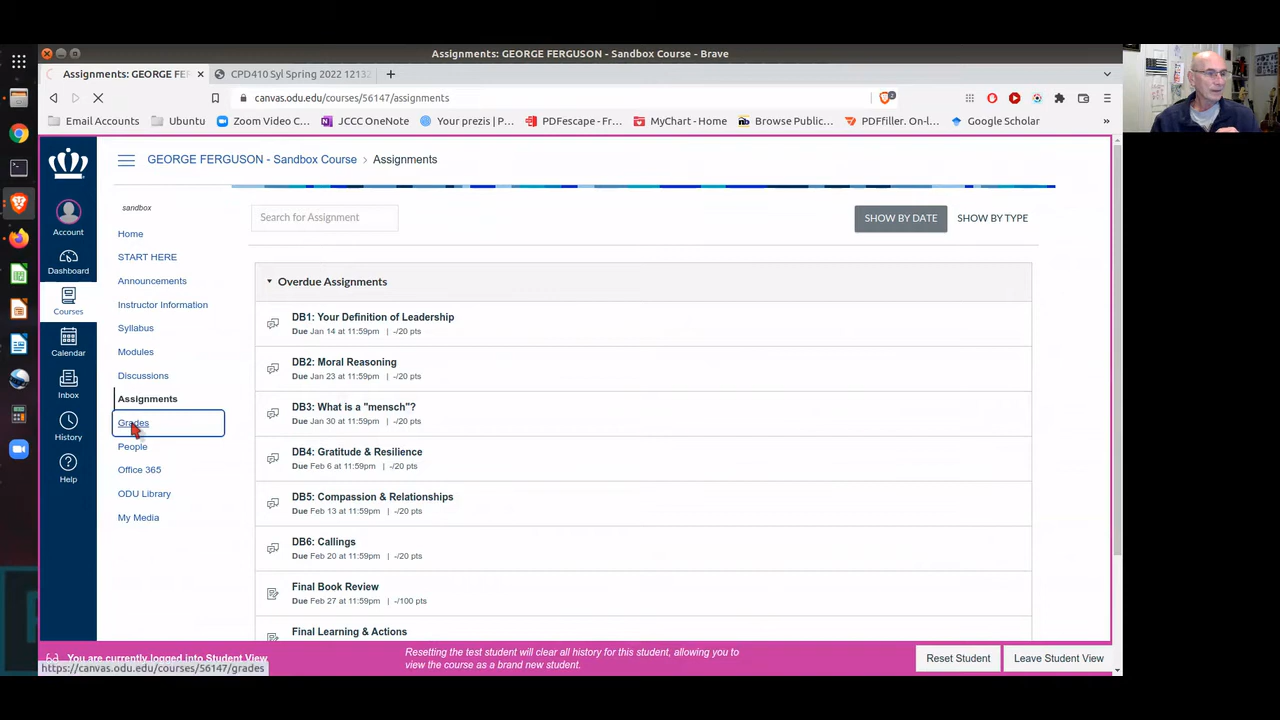 Assignments: GEORGE FERGUSON - Sandbox Course - Brave
Assignments: GEORGE FER
CPD410 Syl Spring 2022 12132
canvas.odu.edu/courses/56147/assignments
Email Accounts
Ubuntu
Zoom Video C...
JCCC OneNote
Your prezis | P...
PDFescape - Fr...
MyChart - Home
Browse Public...
PDFFiller. On-l...
Google Scholar
GEORGE FERGUSON - Sandbox Course > Assignments
Account
Dashboard
Courses
Calendar
Inbox
History
Help
sandbox
Home
START HERE
Announcements
Instructor Information
Syllabus
Modules
Discussions
Assignments
Grades
People
Office 365
ODU Library
My Media
Search for Assignment
SHOW BY DATE
SHOW BY TYPE
Overdue Assignments
DB1: Your Definition of Leadership
Due Jan 14 at 11:59pm | -/20 pts
DB2: Moral Reasoning
Due Jan 23 at 11:59pm | -/20 pts
DB3: What is a "mensch"?
Due Jan 30 at 11:59pm | -/20 pts
DB4: Gratitude & Resilience
Due Feb 6 at 11:59pm | -/20 pts
DB5: Compassion & Relationships
Due Feb 13 at 11:59pm | -/20 pts
DB6: Callings
Due Feb 20 at 11:59pm | -/20 pts
Final Book Review
Due Feb 27 at 11:59pm | -/100 pts
Final Learning & Actions
You are currently logged into Student View
Resetting the test student will clear all history for this student, allowing you to
view the course as a brand new student.
Reset Student
Leave Student View
https://canvas.odu.edu/courses/56147/grades